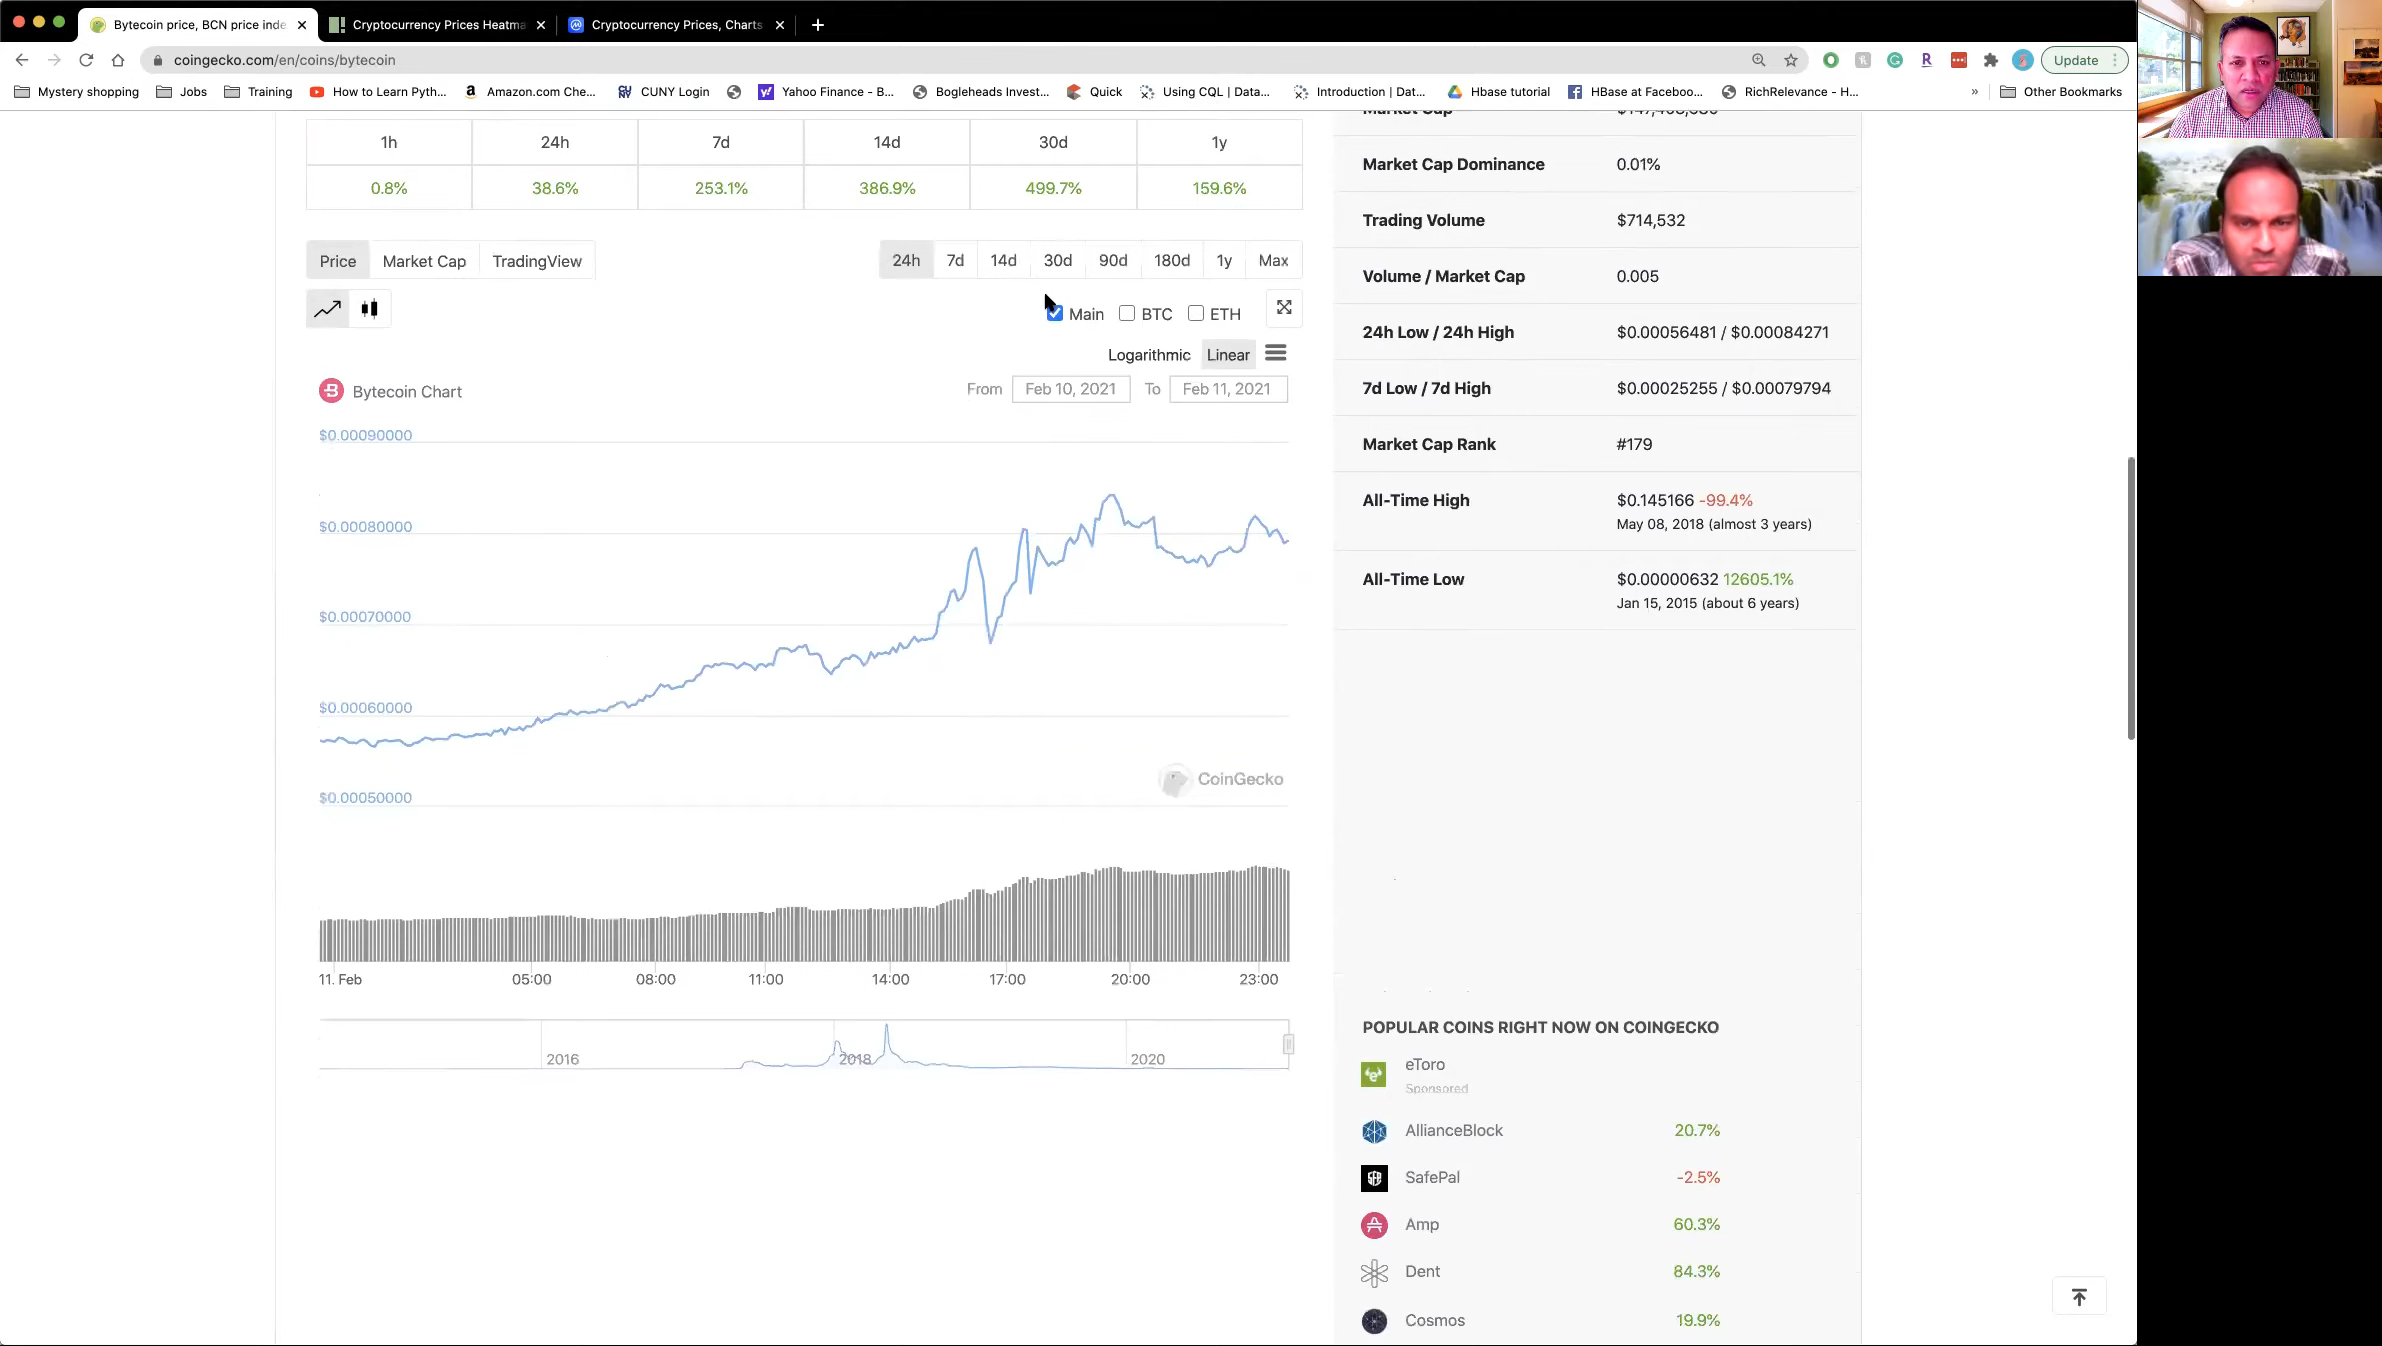 Bytecoin price, BCN price inde
Cryptocurrency Prices Heatma
Cryptocurrency Prices, Charts
coingecko.com/en/coins/bytecoin
Update
Mystery shopping
Jobs
Training
How to Learn Pyth...
Amazon.com Che...
CUNY Login
Yahoo Finance - B...
Bogleheads Invest...
Quick
Using CQL | Data...
Introduction | Dat...
Hbase tutorial
HBase at Faceboo...
RichRelevance - H...
»
Other Bookmarks
1h 24h 7d 14d 30d 1y
0.8% 38.6% 253.1% 386.9% 499.7% 159.6%
Price Market Cap TradingView
24h 7d 14d 30d 90d 180d 1y Max
Main BTC ETH
Logarithmic Linear
Bytecoin Chart
From Feb 10, 2021 To Feb 11, 2021
$0.00090000
$0.00080000
$0.00070000
$0.00060000
$0.00050000
CoinGecko
11. Feb 05:00 08:00 11:00 14:00 17:00 20:00 23:00
2016 2018 2020
Market Cap
Market Cap Dominance 0.01%
Trading Volume $714,532
Volume / Market Cap 0.005
24h Low / 24h High $0.00056481 / $0.00084271
7d Low / 7d High $0.00025255 / $0.00079794
Market Cap Rank #179
All-Time High $0.145166 -99.4%
May 08, 2018 (almost 3 years)
All-Time Low $0.00000632 12605.1%
Jan 15, 2015 (about 6 years)
POPULAR COINS RIGHT NOW ON COINGECKO
eToro
Sponsored
AllianceBlock 20.7%
SafePal -2.5%
Amp 60.3%
Dent 84.3%
Cosmos 19.9%